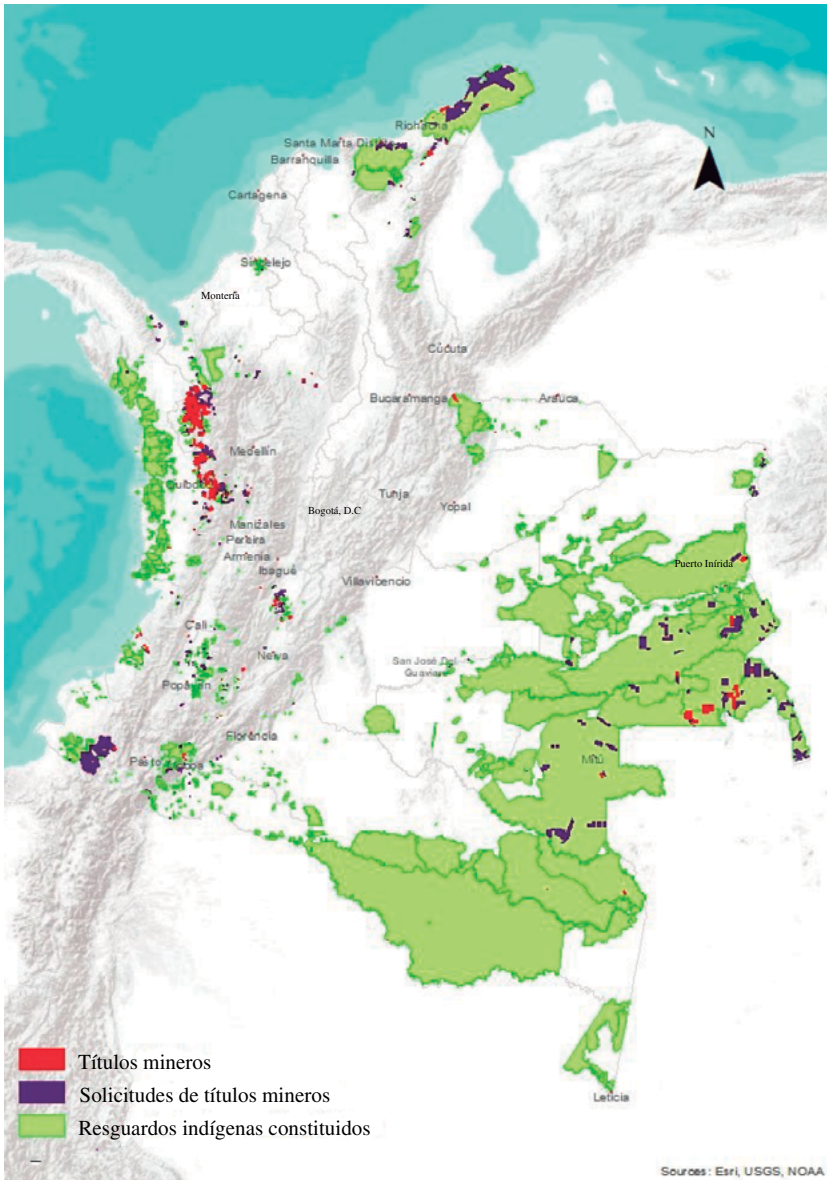 N
Riohacha
Santa Marta Distrito
Barranquilla
Cartagena
Sincelejo
Montería
Cúcuta
Bucaramanga
Arauca
Medellín
Quibdó
Tunja
Bogotá, D.C
Yopal
Manizales
Pereira
Armenia
Ibagué
Puerto Inírida
Villavicencio
Cali
Neiva
San José Del
Guaviare
Popayán
Florencia
Pasto
Mitú
Leticia
Títulos mineros
Solicitudes de títulos mineros
Resguardos indígenas constituidos
Sources: Esri, USGS, NOAA